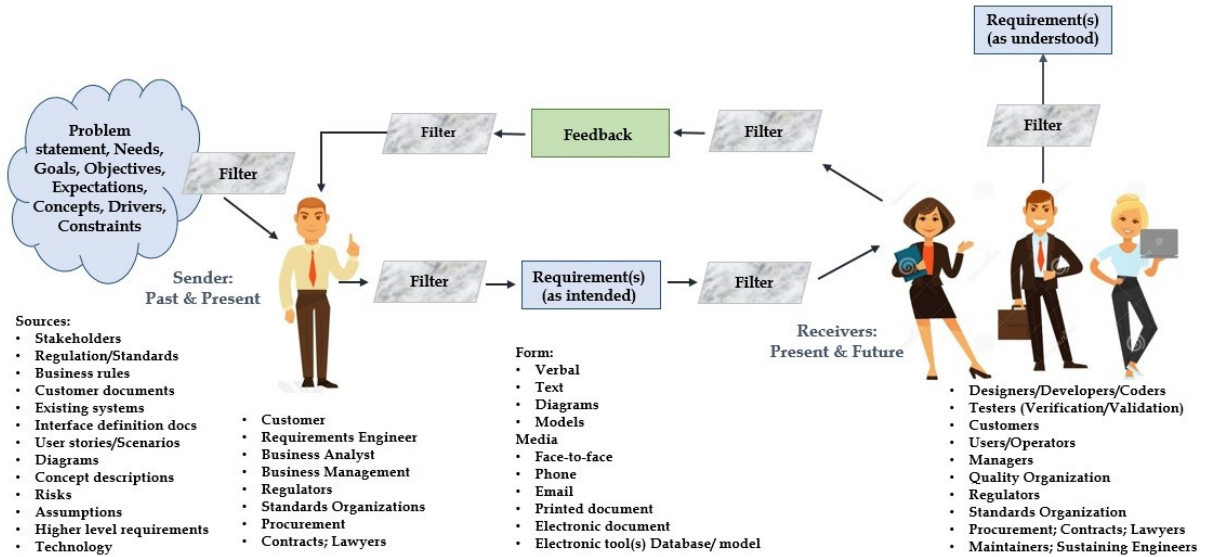 Requirement(s)
(as understood)
Problem
statement, Needs,
Goals, Objectives,
Expectations,
Concepts, Drivers,
Constraints
Filter
Filter
Feedback
Filter
Filter
Sender:
Past & Present
Filter
Requirement(s)
(as intended)
Filter
Receivers:
Present & Future
Sources:
• Stakeholders
• Regulation/Standards
• Business rules
• Customer documents
• Existing systems
• Interface definition docs
• User stories/Scenarios
• Diagrams
• Concept descriptions
• Risks
• Assumptions
• Higher level requirements
• Technology
• Customer
• Requirements Engineer
• Business Analyst
• Business Management
• Regulators
• Standards Organizations
• Procurement
• Contracts; Lawyers
Form:
• Verbal
• Text
• Diagrams
• Models
Media
• Face-to-face
• Phone
• Email
• Printed document
• Electronic document
• Electronic tool(s) Database/ model
• Designers/Developers/Coders
• Testers (Verification/Validation)
• Customers
• Users/Operators
• Managers
• Quality Organization
• Regulators
• Standards Organization
• Procurement; Contracts; Lawyers
• Maintainers; Sustaining Engineers